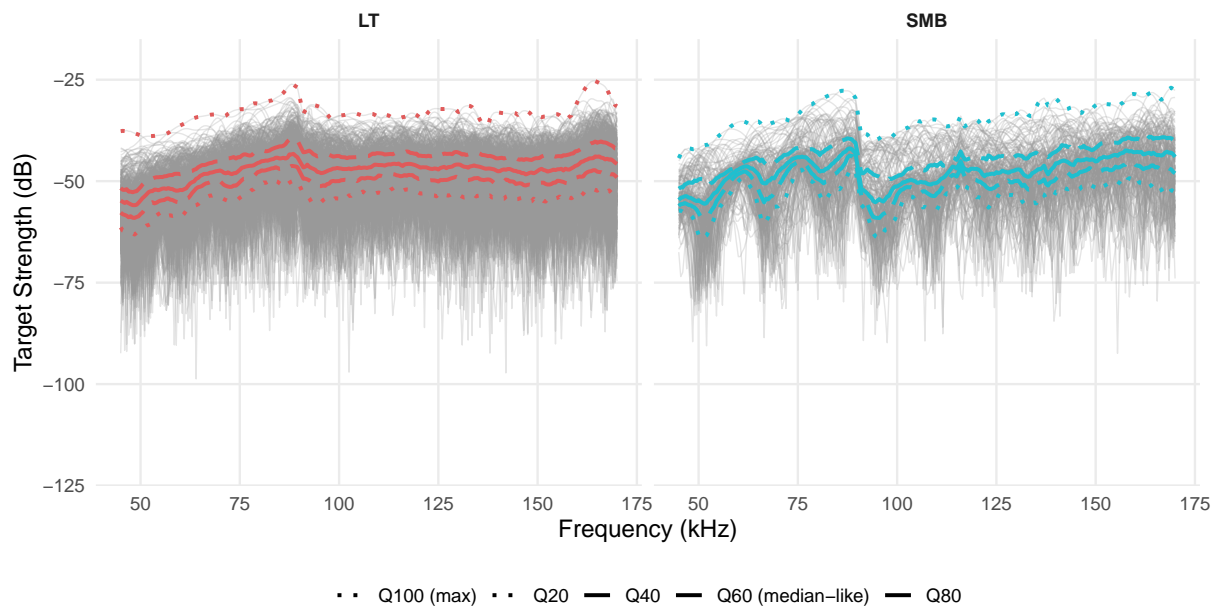 LT SMB
−25
−50
−75
−100
−125
Target Strength (dB)
50 75 100 125 150 175 50 75 100 125 150 175
Frequency (kHz)
Q100 (max) Q20 Q40 Q60 (median−like) Q80